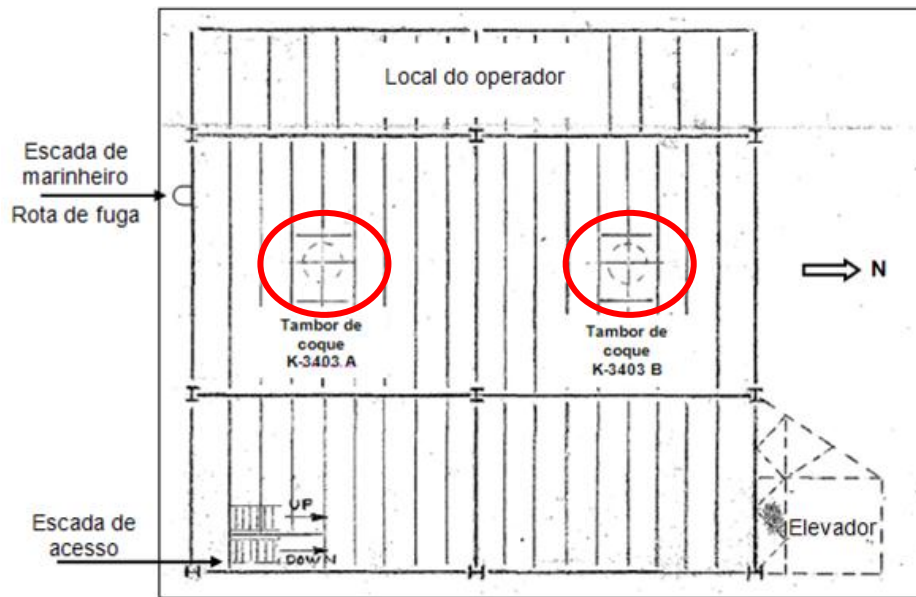 Local do operador
Escada de
marinheiro
Rota de fuga
N
Tambor de
coque
K-3403 A
Tambor de
coque
K-3403 B
UP
DOWN
Escada de
acesso
Elevador